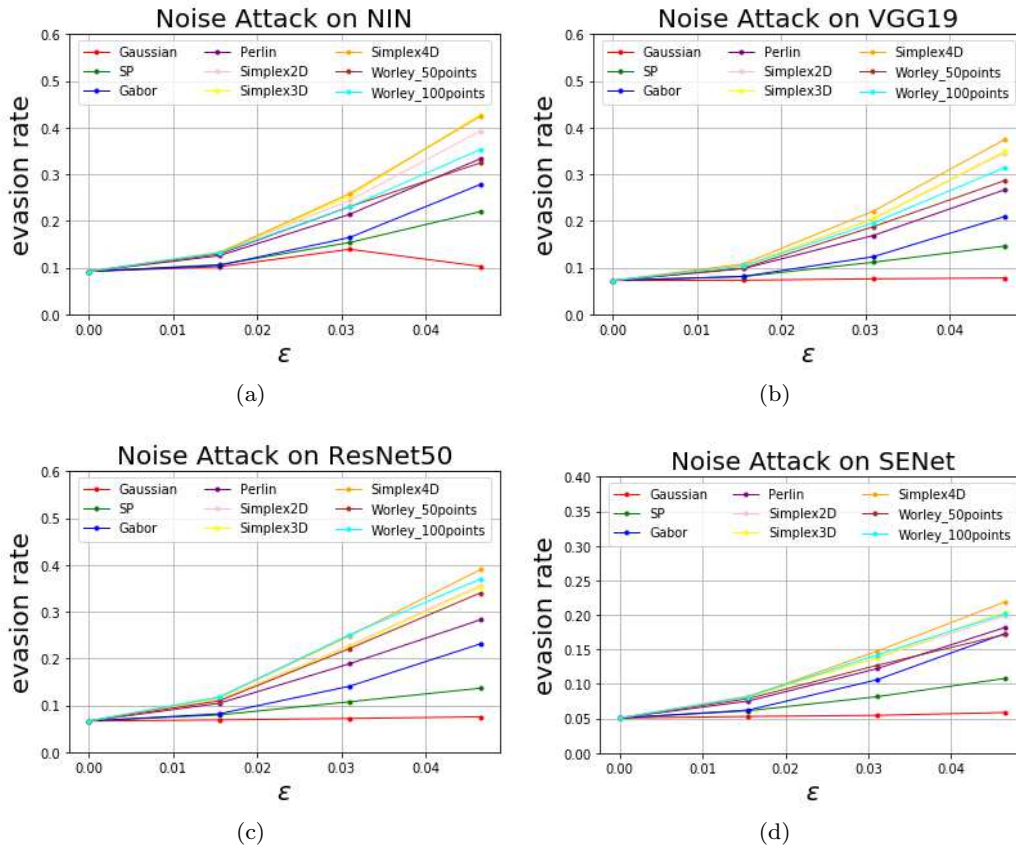 Noise Attack on NIN
evasion rate
0.6
0.5
0.4
0.3
0.2
0.1
0.0
Gaussian
SP
Gabor
Perlin
Simplex2D
Simplex3D
Simplex4D
Worley_50points
Worley_100points
0.00 0.01 0.02 0.03 0.04
ε
(a)
Noise Attack on VGG19
evasion rate
0.6
0.5
0.4
0.3
0.2
0.1
0.0
Gaussian
SP
Gabor
Perlin
Simplex2D
Simplex3D
Simplex4D
Worley_50points
Worley_100points
0.00 0.01 0.02 0.03 0.04
ε
(b)
Noise Attack on ResNet50
evasion rate
0.6
0.5
0.4
0.3
0.2
0.1
0.0
Gaussian
SP
Gabor
Perlin
Simplex2D
Simplex3D
Simplex4D
Worley_50points
Worley_100points
0.00 0.01 0.02 0.03 0.04
ε
(c)
Noise Attack on SENet
evasion rate
0.40
0.35
0.30
0.25
0.20
0.15
0.10
0.05
0.00
Gaussian
SP
Gabor
Perlin
Simplex2D
Simplex3D
Simplex4D
Worley_50points
Worley_100points
0.00 0.01 0.02 0.03 0.04
ε
(d)